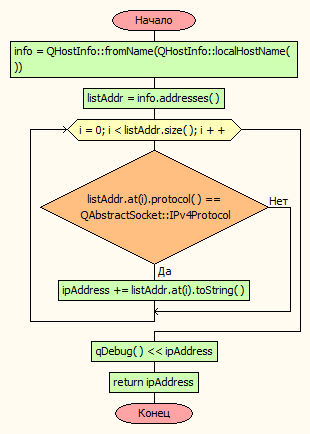 Начало
info = QHostInfo::fromName(QHostInfo::localHostName(
))
listAddr = info.addresses()
i = 0; i < listAddr.size(); i + +
listAddr.at(i).protocol() ==
QAbstractSocket::IPv4Protocol
Нет
Да
ipAddress += listAddr.at(i).toString()
qDebug() << ipAddress
return ipAddress
Конец